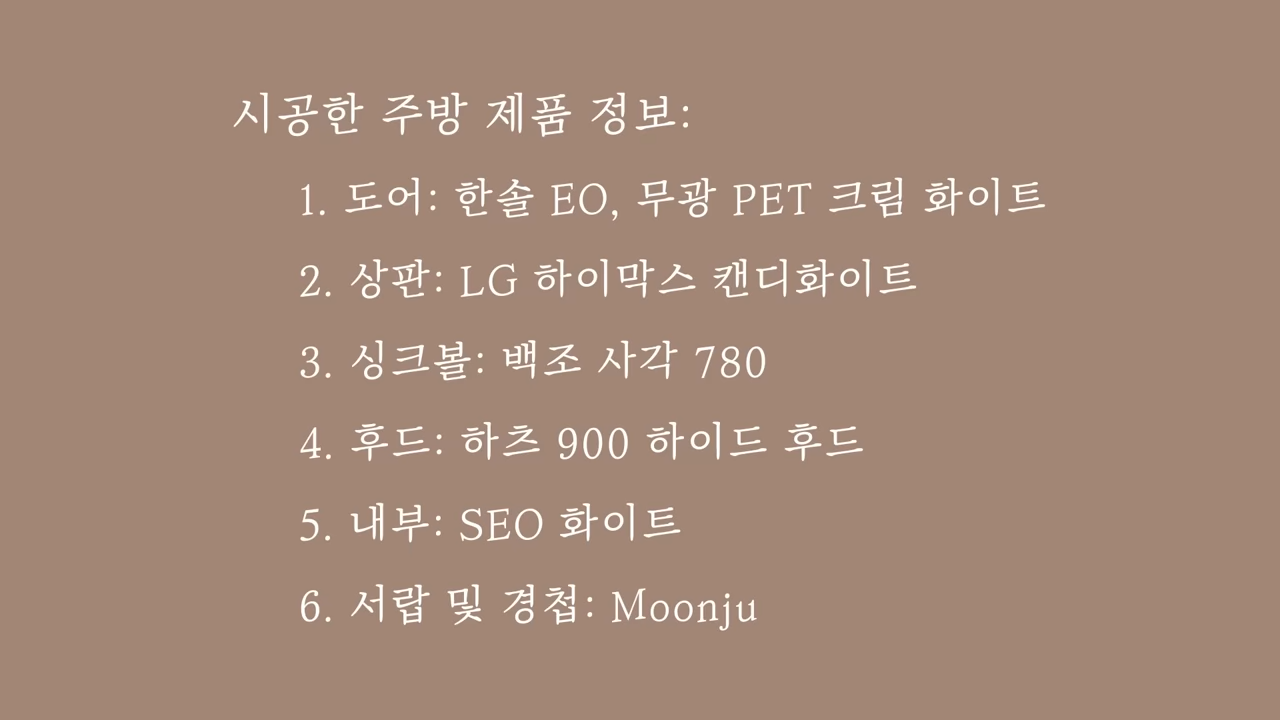 시공한 주방 제품 정보:
1. 도어: 한솔 EO, 무광 PET 크림 화이트
2. 상판: LG 하이막스 캔디화이트
3. 싱크볼: 백조 사각 780
4. 후드: 하츠 900 하이드 후드
5. 내부: SEO 화이트
6. 서랍 및 경첩: Moonju